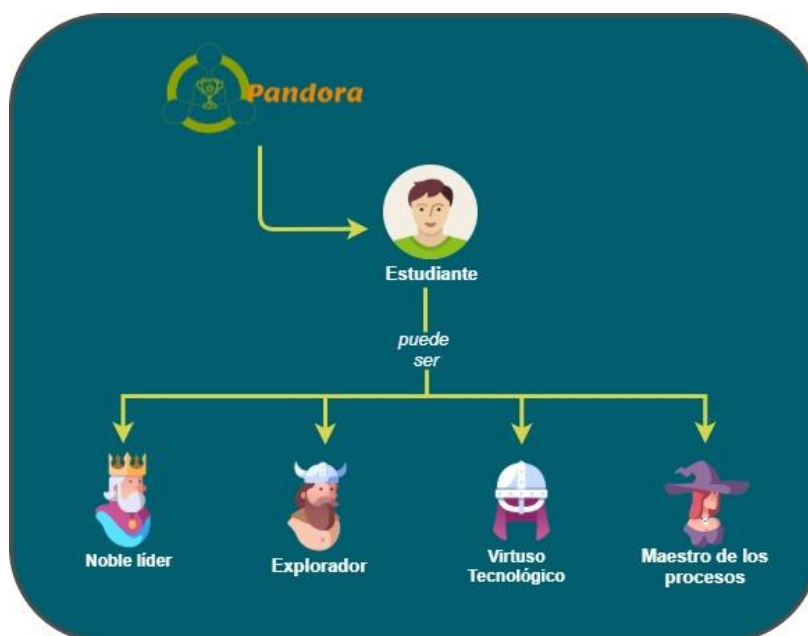 Pandora
Estudiante
puede
ser
Noble líder
Explorador
Virtuso
Tecnológico
Maestro de los
procesos